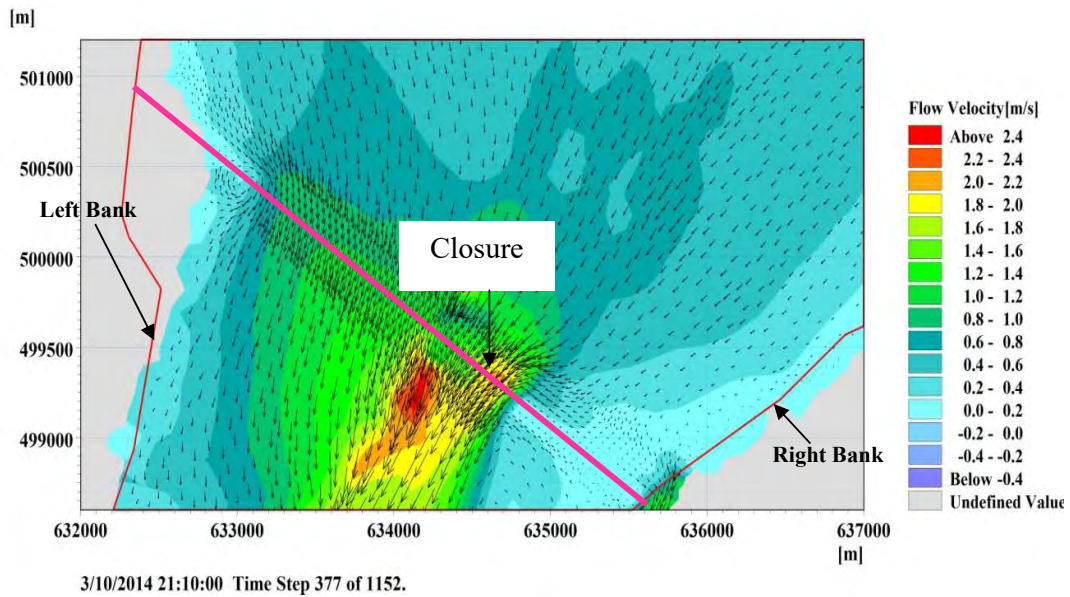 [m]
501000
500500
500000
499500
499000
632000 633000 634000 635000 636000 637000
[m]
Left Bank
Closure
Right Bank
Flow Velocity[m/s]
Above 2.4
2.2 - 2.4
2.0 - 2.2
1.8 - 2.0
1.6 - 1.8
1.4 - 1.6
1.2 - 1.4
1.0 - 1.2
0.8 - 1.0
0.6 - 0.8
0.4 - 0.6
0.2 - 0.4
0.0 - 0.2
-0.2 - 0.0
-0.4 - -0.2
Below -0.4
Undefined Value
3/10/2014 21:10:00 Time Step 377 of 1152.